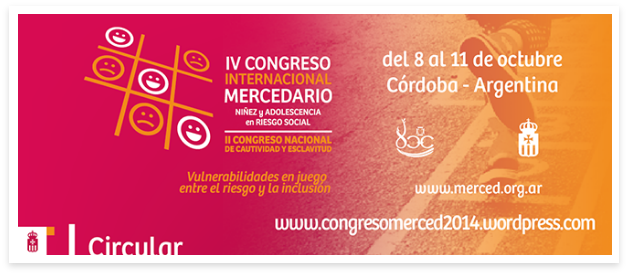 IV CONGRESO
INTERNACIONAL
MERCEDARIO
NIÑEZ y ADOLESCENCIA
en RIESGO SOCIAL
II CONGRESO NACIONAL
DE CAUTIVIDAD Y ESCLAVITUD
Vulnerabilidades en juego
entre el riesgo y la inclusión
del 8 al 11 de octubre
Córdoba - Argentina
www.merced.org.ar
www.congresomerced2014.wordpress.com
Circular